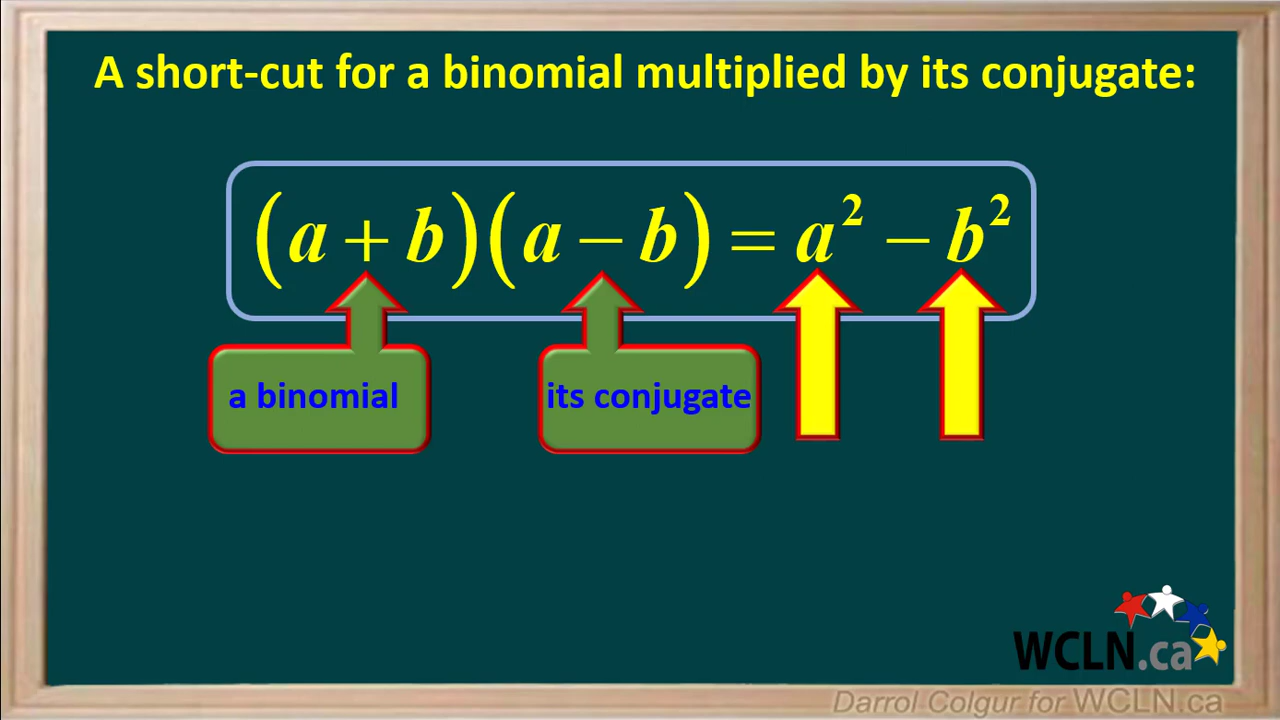 A short-cut for a binomial multiplied by its conjugate:
(a + b)(a − b) = a² − b²
a binomial
its conjugate
WCLN.ca
Darrol Colgur for WCLN.ca